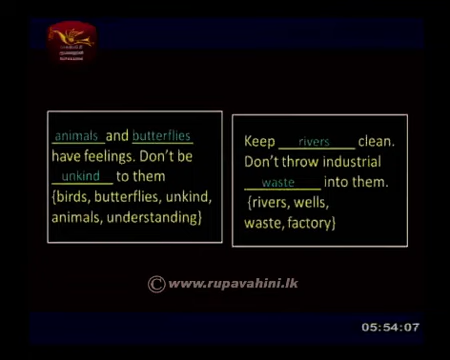 animals and butterflies
have feelings. Don't be
unkind to them
{birds, butterflies, unkind,
animals, understanding}
Keep rivers clean.
Don't throw industrial
waste into them.
{rivers, wells,
waste, factory}
© www.rupavahini.lk
05:54:07